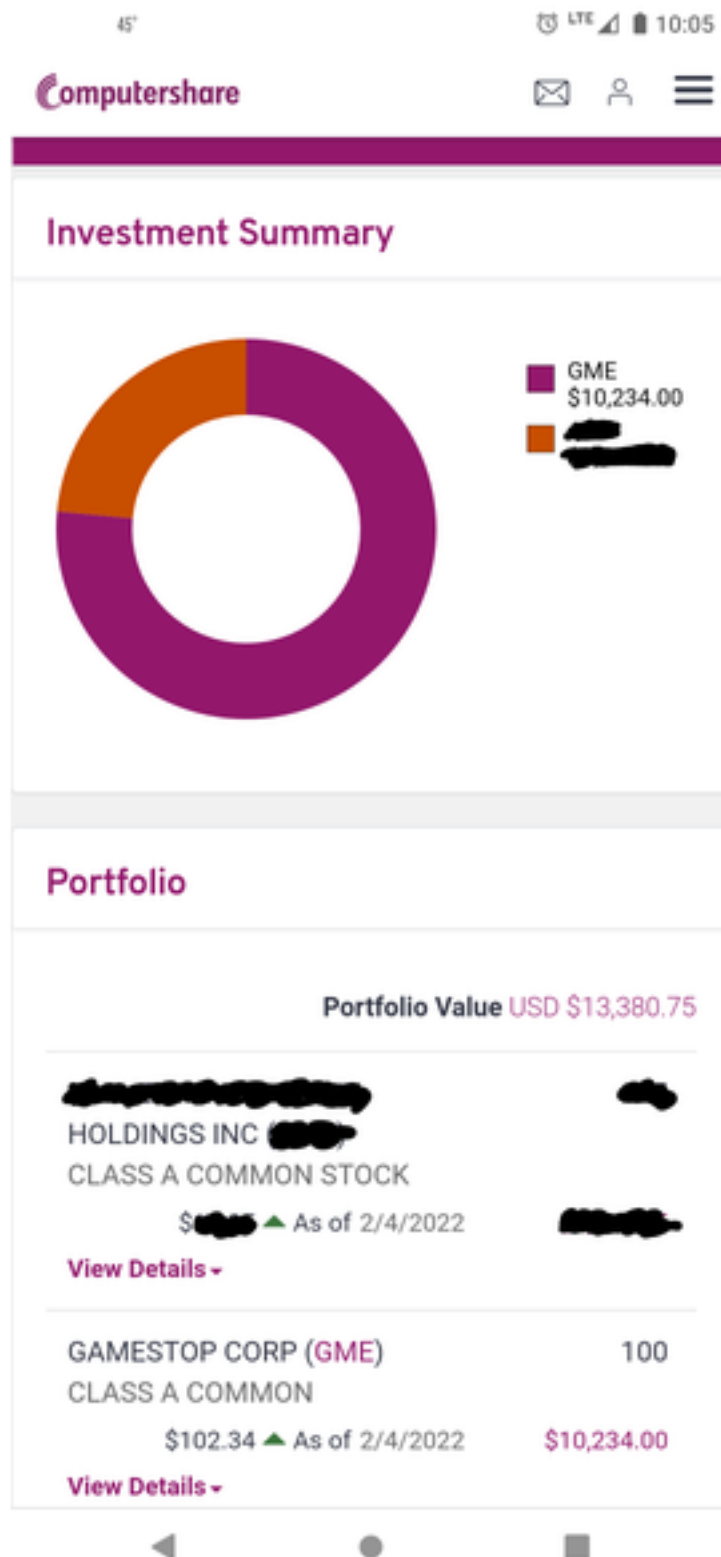 45°
LTE 10:05
Computershare
Investment Summary
GME
$10,234.00
Portfolio
Portfolio Value USD $13,380.75
HOLDINGS INC
CLASS A COMMON STOCK
$ As of 2/4/2022
View Details
GAMESTOP CORP (GME) 100
CLASS A COMMON
$102.34 As of 2/4/2022 $10,234.00
View Details